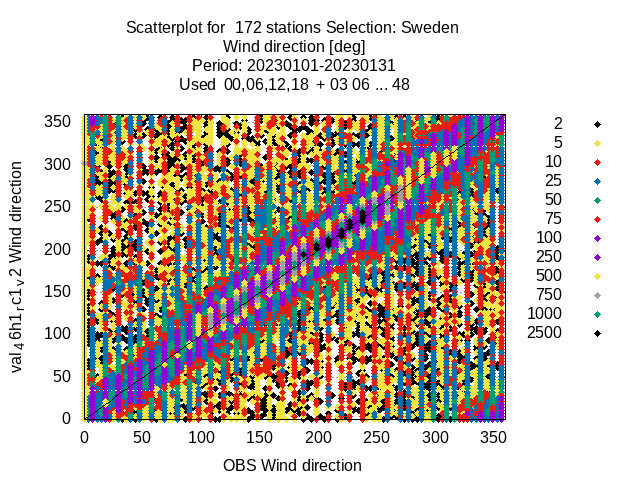 Scatterplot for 172 stations Selection: Sweden
Wind direction [deg]
Period: 20230101-20230131
Used 00,06,12,18 + 03 06 ... 48
val4 6h1rc1v2 Wind direction
350
300
250
200
150
100
50
0
0 50 100 150 200 250 300 350
OBS Wind direction
2
5
10
25
50
75
100
250
500
750
1000
2500